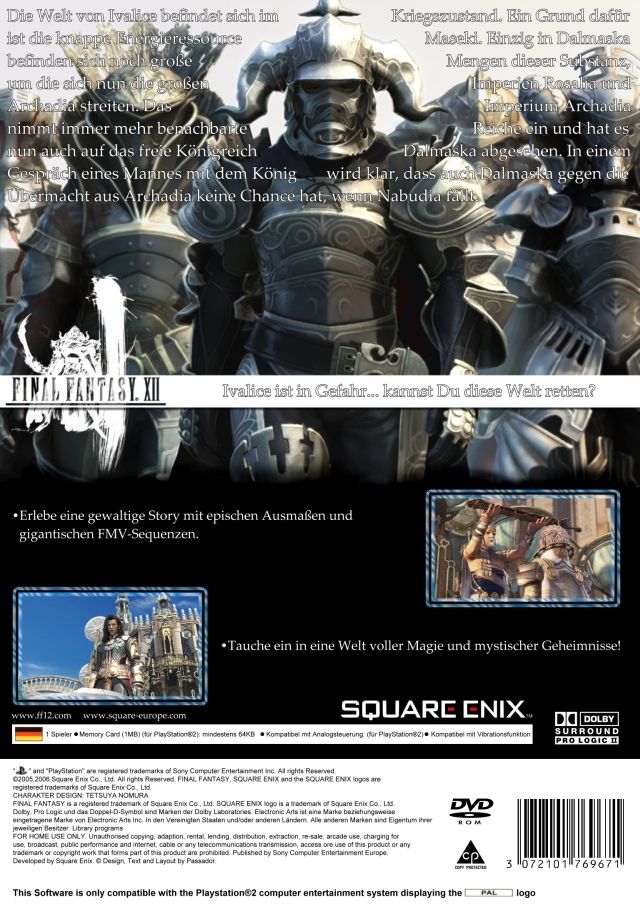 Die Welt von Ivalice befindet sich im Kriegszustand. Ein Grund dafür
ist die knappe Energieressource Maseki. Einzig in Dalmaska
befinden sich noch große Mengen dieser Substanz,
um die sich nun die großen Imperien Rosalia und
Archadia streiten. Das Imperium Archadia
nimmt immer mehr benachbarte Reiche ein und hat es
nun auch auf das freie Königreich Dalmaska abgesehen. In einem
Gespräch eines Mannes mit dem König wird klar, dass auch Dalmaska gegen die
Übermacht aus Archadia keine Chance hat, wenn Nabudia fällt.
FINAL FANTASY. XII
Ivalice ist in Gefahr... kannst Du diese Welt retten?
•Erlebe eine gewaltige Story mit epischen Ausmaßen und
gigantischen FMV-Sequenzen.
•Tauche ein in eine Welt voller Magie und mystischer Geheimnisse!
www.ff12.com www.square-europe.com
SQUARE ENIX™
DOLBY
SURROUND
PRO LOGIC II
1 Spieler ●Memory Card (1MB) (für PlayStation®2): mindestens 64KB ● Kompatibel mit Analogsteuerung: (für PlayStation®2)● Kompatibel mit Vibrationsfunktion
" " and "PlayStation" are registered trademarks of Sony Computer Entertainment Inc. All rights Reserved.
©2005,2006 Square Enix Co., Ltd. All rights Reserved. FINAL FANTASY, SQUARE ENIX and the SQUARE ENIX logos are
registered trademarks of Square Enix Co., Ltd.
CHARAKTER DESIGN: TETSUYA NOMURA
FINAL FANTASY is a registered trademark of Square Enix Co., Ltd. SQUARE ENIX logo is a trademark of Square Enix Co., Ltd.
Dolby, Pro Logic und das Doppel-D-Symbol sind Marken der Dolby Laboratories. Electronic Arts ist eine Marke beziehungsweise
eingetragene Marke von Electronic Arts Inc. In den Vereinigten Staaten und/oder anderen Ländern. Alle anderen Marken sind Eigentum ihrer
jeweiligen Besitzer. Library programs
FOR HOME USE ONLY. Unauthorised copying, adaption, rental, lending, distribution, extraction, re-sale, arcade use, charging for
use, broadcast, public performance and internet, cable or any telecommunications transmission, access ore use of this product or any
trademark or copyright work that forms part of this product are prohibited. Published by Sony Computer Entertainment Europe.
Developed by Square Enix. © Design, Text and Layout by Passador.
DVD
ROM
CP
COPY PROTECTED
3 072101 769671
This Software is only compatible with the Playstation®2 computer entertainment system displaying the PAL logo